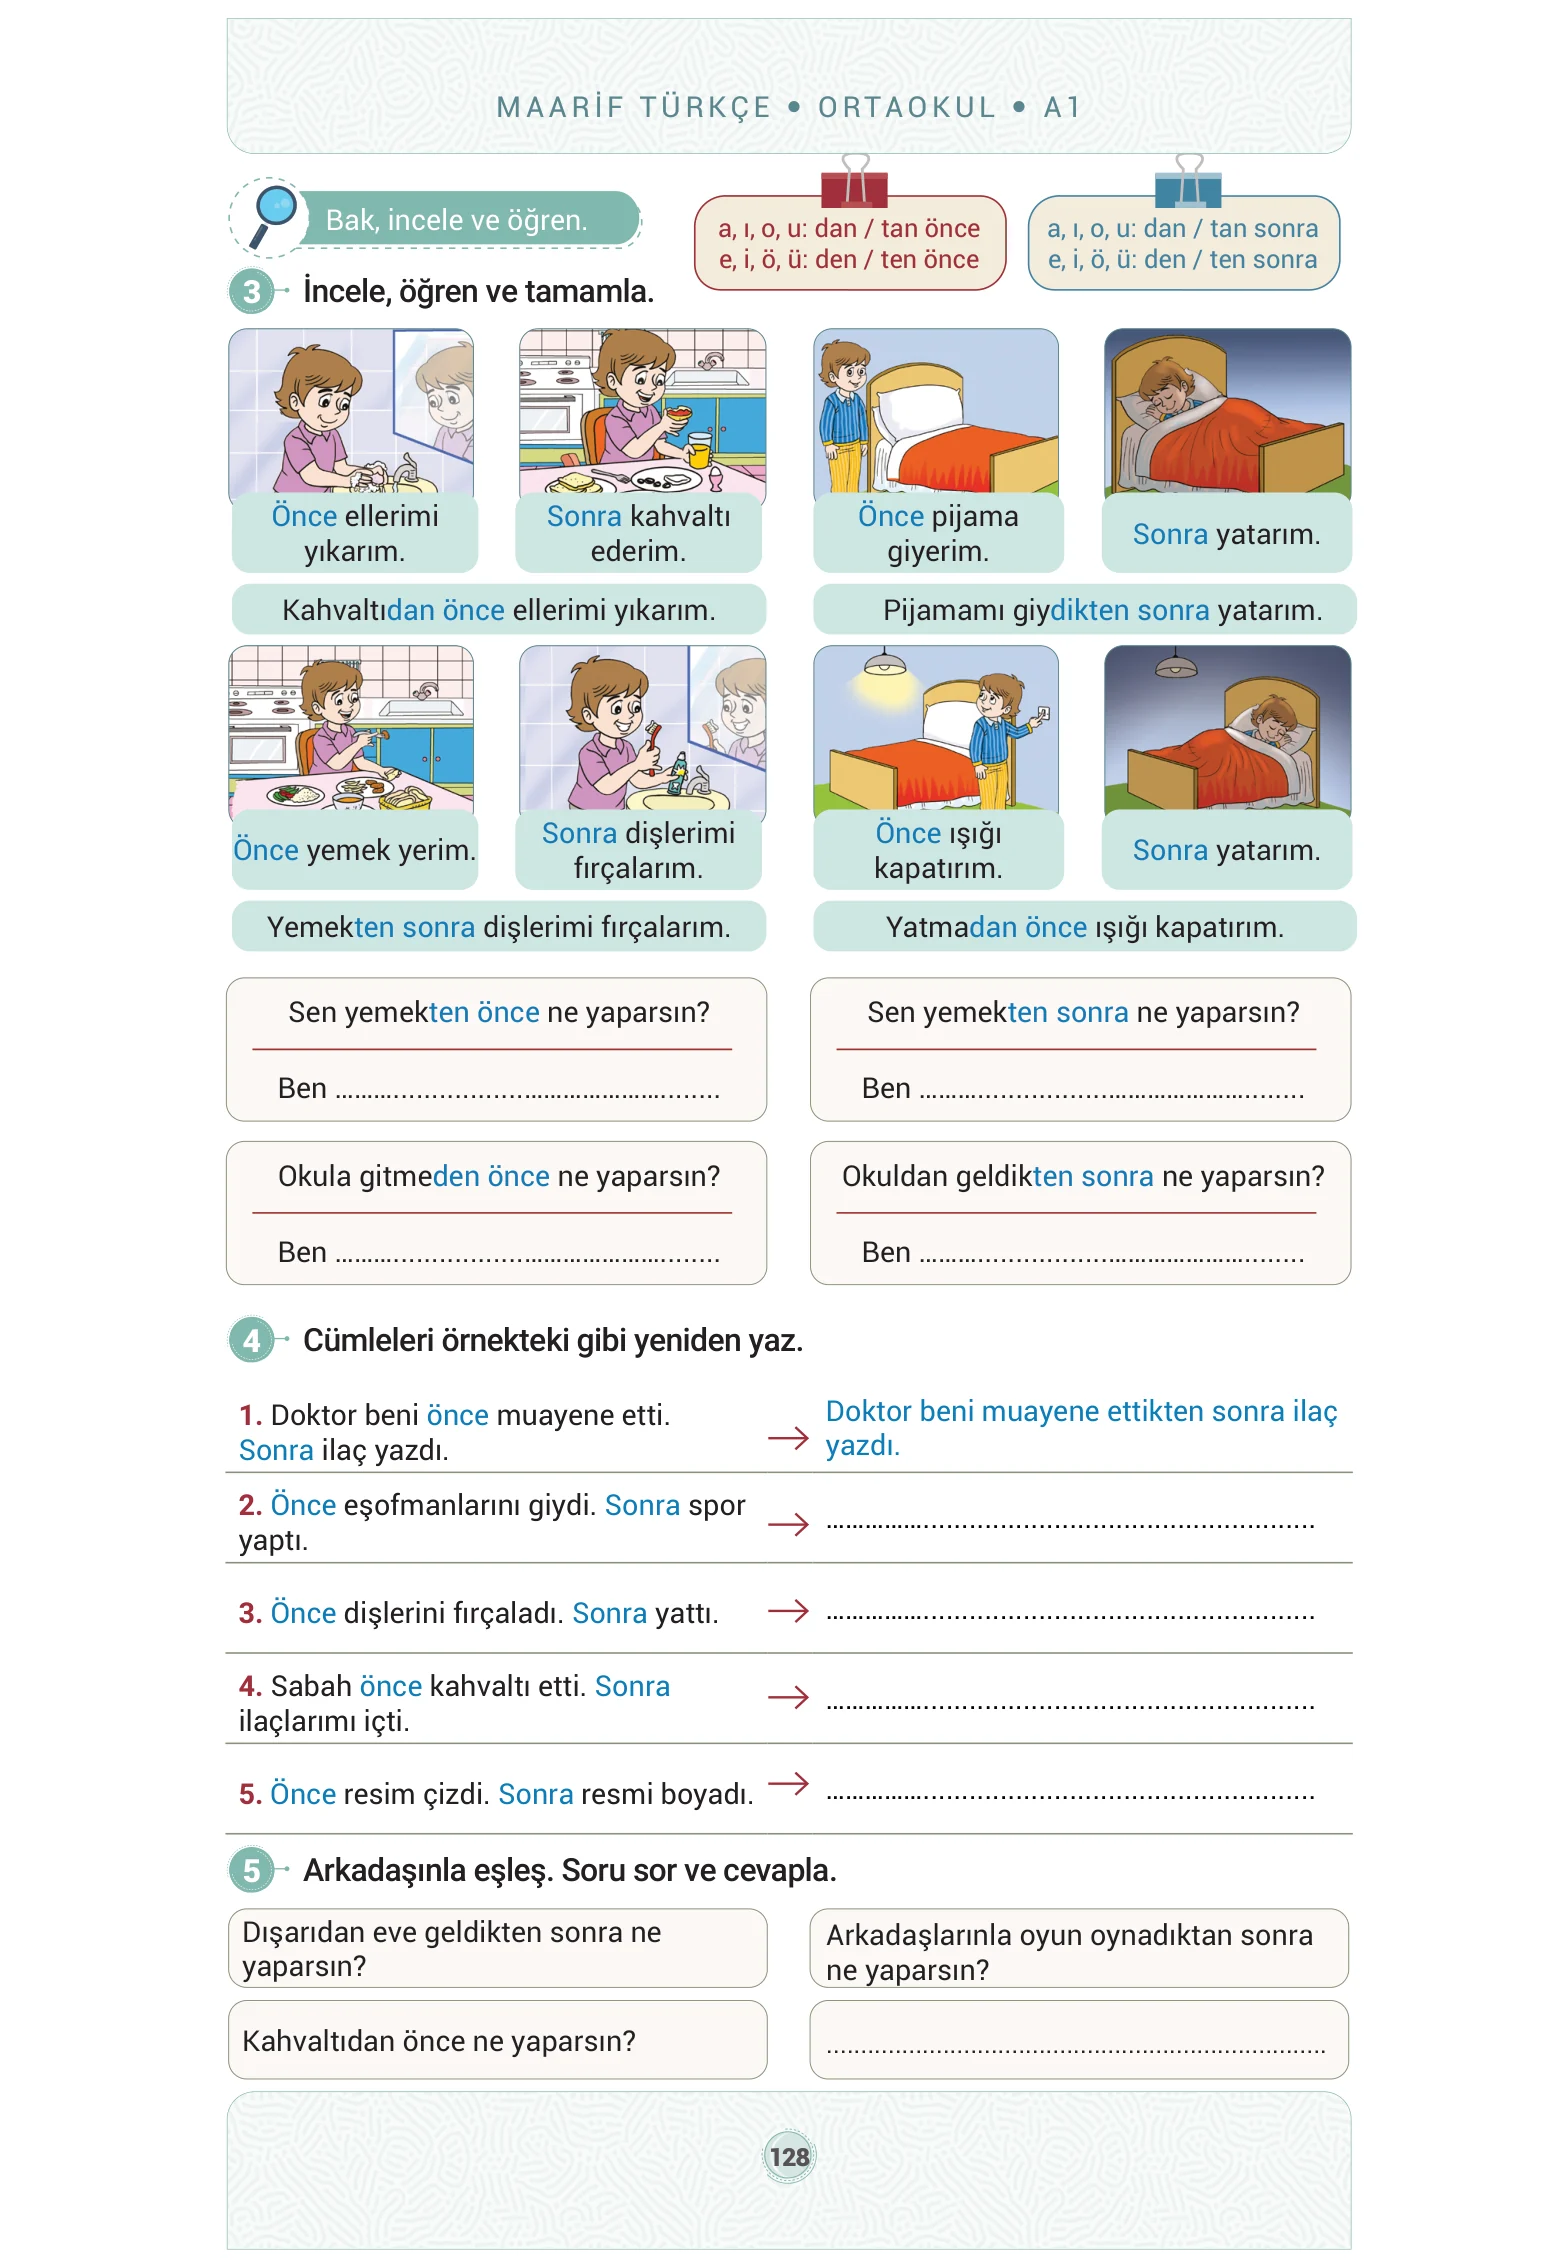 MAARİF TÜRKÇE • ORTAOKUL • A1
Bak, incele ve öğren.
a, ı, o, u: dan / tan önce
e, i, ö, ü: den / ten önce
a, ı, o, u: dan / tan sonra
e, i, ö, ü: den / ten sonra
3 İncele, öğren ve tamamla.
Önce ellerimi
yıkarım.
Sonra kahvaltı
ederim.
Önce pijama
giyerim.
Sonra yatarım.
Kahvaltıdan önce ellerimi yıkarım.
Pijamamı giydikten sonra yatarım.
Önce yemek yerim.
Sonra dişlerimi
fırçalarım.
Önce ışığı
kapatırım.
Sonra yatarım.
Yemekten sonra dişlerimi fırçalarım.
Yatmadan önce ışığı kapatırım.
Sen yemekten önce ne yaparsın?
Ben ................................................
Sen yemekten sonra ne yaparsın?
Ben ................................................
Okula gitmeden önce ne yaparsın?
Ben ................................................
Okuldan geldikten sonra ne yaparsın?
Ben ................................................
4 Cümleleri örnekteki gibi yeniden yaz.
1. Doktor beni önce muayene etti.
Sonra ilaç yazdı.
Doktor beni muayene ettikten sonra ilaç
yazdı.
2. Önce eşofmanlarını giydi. Sonra spor
yaptı.
................................................................
3. Önce dişlerini fırçaladı. Sonra yattı.
................................................................
4. Sabah önce kahvaltı etti. Sonra
ilaçlarımı içti.
................................................................
5. Önce resim çizdi. Sonra resmi boyadı.
................................................................
5 Arkadaşınla eşleş. Soru sor ve cevapla.
Dışarıdan eve geldikten sonra ne
yaparsın?
Arkadaşlarınla oyun oynadıktan sonra
ne yaparsın?
Kahvaltıdan önce ne yaparsın?
................................................................
128